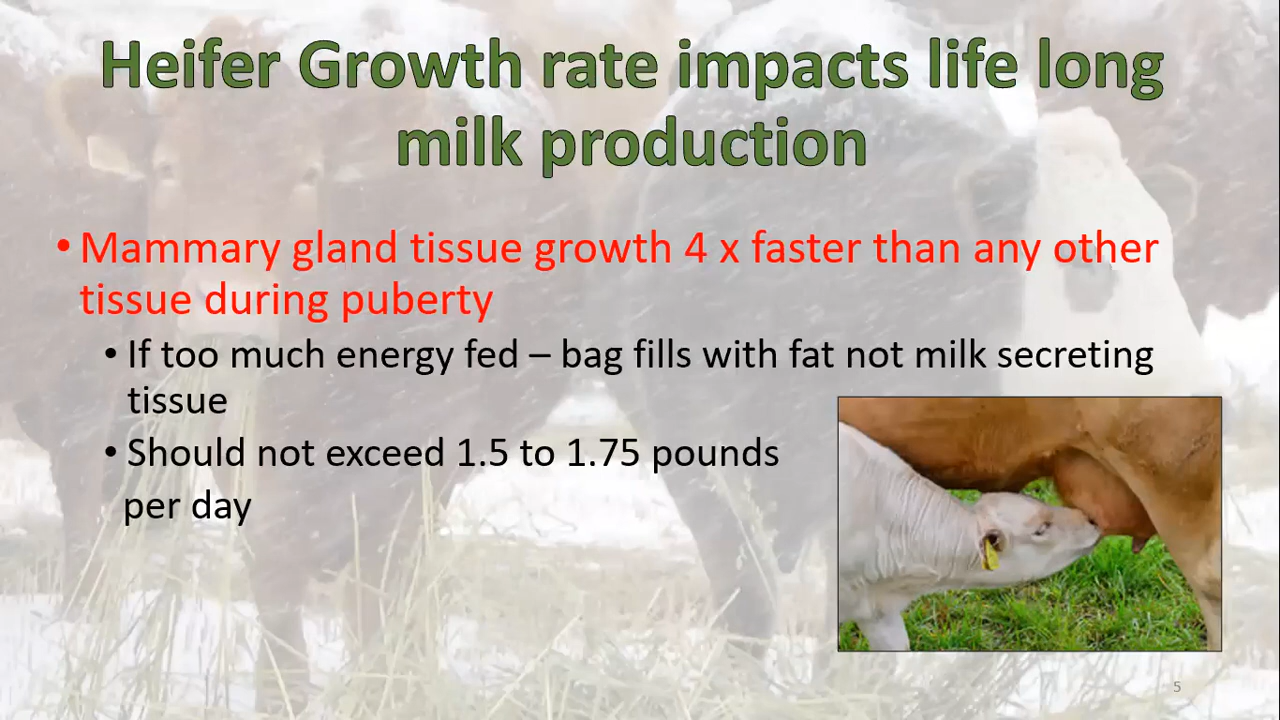 Heifer Growth rate impacts life long
milk production
• Mammary gland tissue growth 4 x faster than any other
tissue during puberty
• If too much energy fed – bag fills with fat not milk secreting
tissue
• Should not exceed 1.5 to 1.75 pounds
per day
5